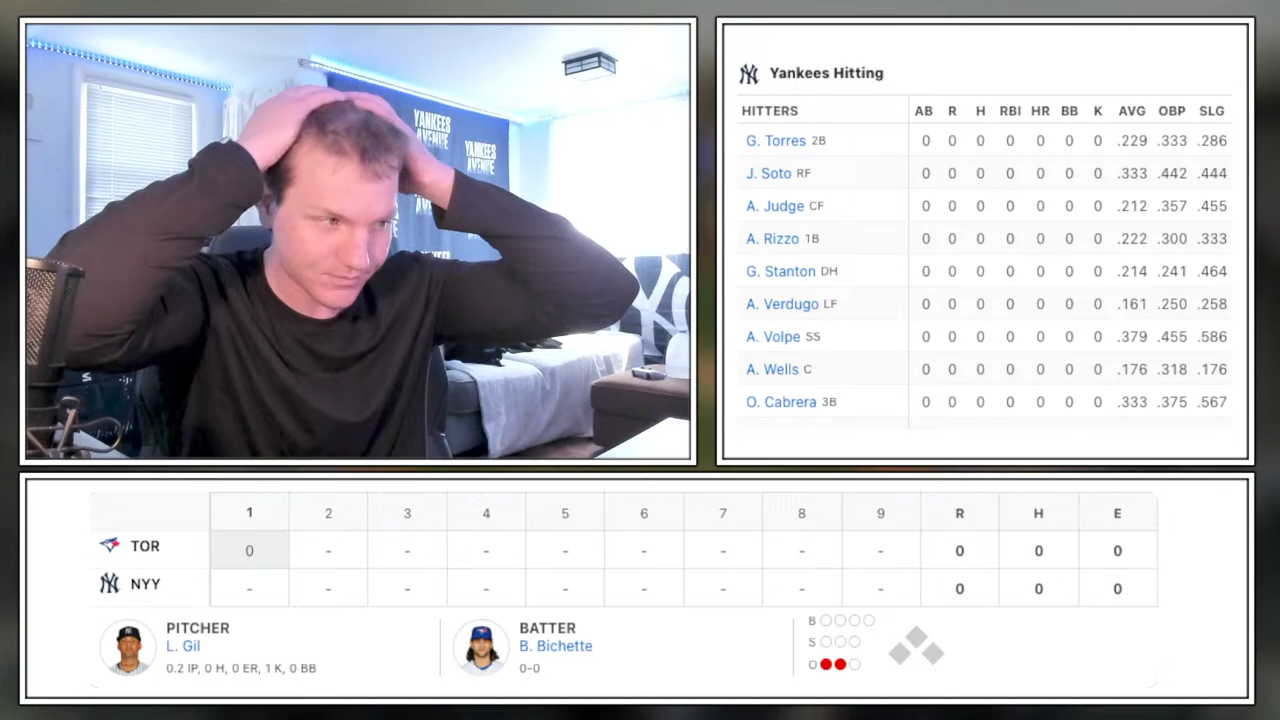 YANKEES
AVENUE
YANKEES
AVENUE
Yankees Hitting
HITTERS AB R H RBI HR BB K AVG OBP SLG
G. Torres 2B 0 0 0 0 0 0 0 .229 .333 .286
J. Soto RF 0 0 0 0 0 0 0 .333 .442 .444
A. Judge CF 0 0 0 0 0 0 0 .212 .357 .455
A. Rizzo 1B 0 0 0 0 0 0 0 .222 .300 .333
G. Stanton DH 0 0 0 0 0 0 0 .214 .241 .464
A. Verdugo LF 0 0 0 0 0 0 0 .161 .250 .258
A. Volpe SS 0 0 0 0 0 0 0 .379 .455 .586
A. Wells C 0 0 0 0 0 0 0 .176 .318 .176
O. Cabrera 3B 0 0 0 0 0 0 0 .333 .375 .567
1 2 3 4 5 6 7 8 9 R H E
TOR 0 - - - - - - - - 0 0 0
NYY - - - - - - - - - 0 0 0
PITCHER
L. Gil
0.2 IP, 0 H, 0 ER, 1 K, 0 BB
BATTER
B. Bichette
0-0
B
S
O